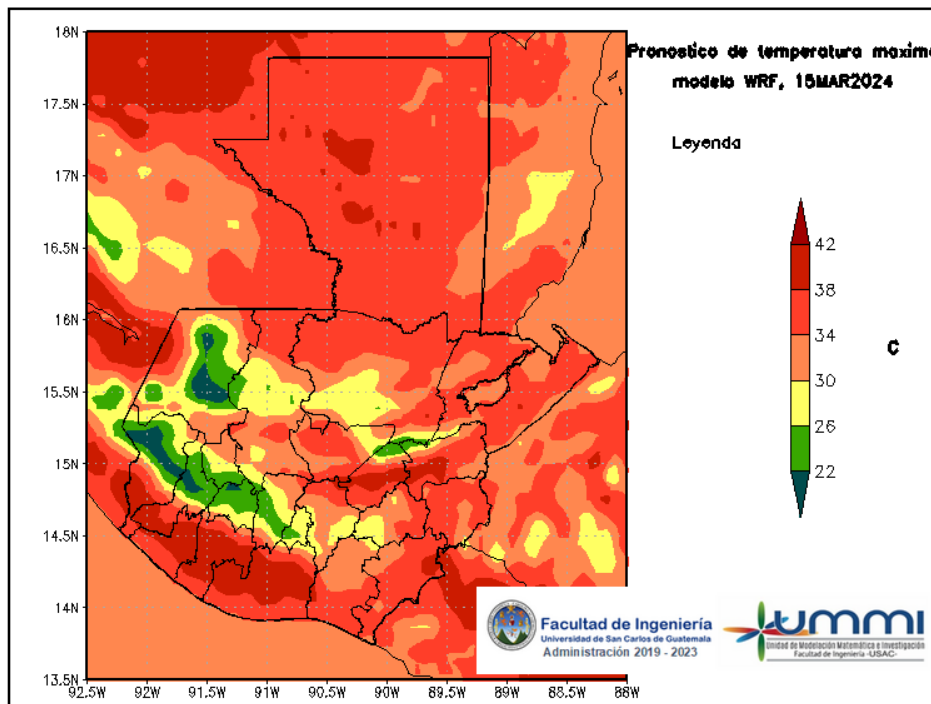 Pronostico de temperatura maxim
modelo WRF, 15MAR2024
Leyenda
42
38
34
30
26
22
C
18N
17.5N
17N
16.5N
16N
15.5N
15N
14.5N
14N
13.5N
92.5W 92W 91.5W 91W 90.5W 90W 89.5W 89W 88.5W 88W
Facultad de Ingeniería
Universidad de San Carlos de Guatemala
Administración 2019 - 2023
ummi
Unidad de Modelación Matemática e Investigación
Facultad de Ingeniería -USAC-